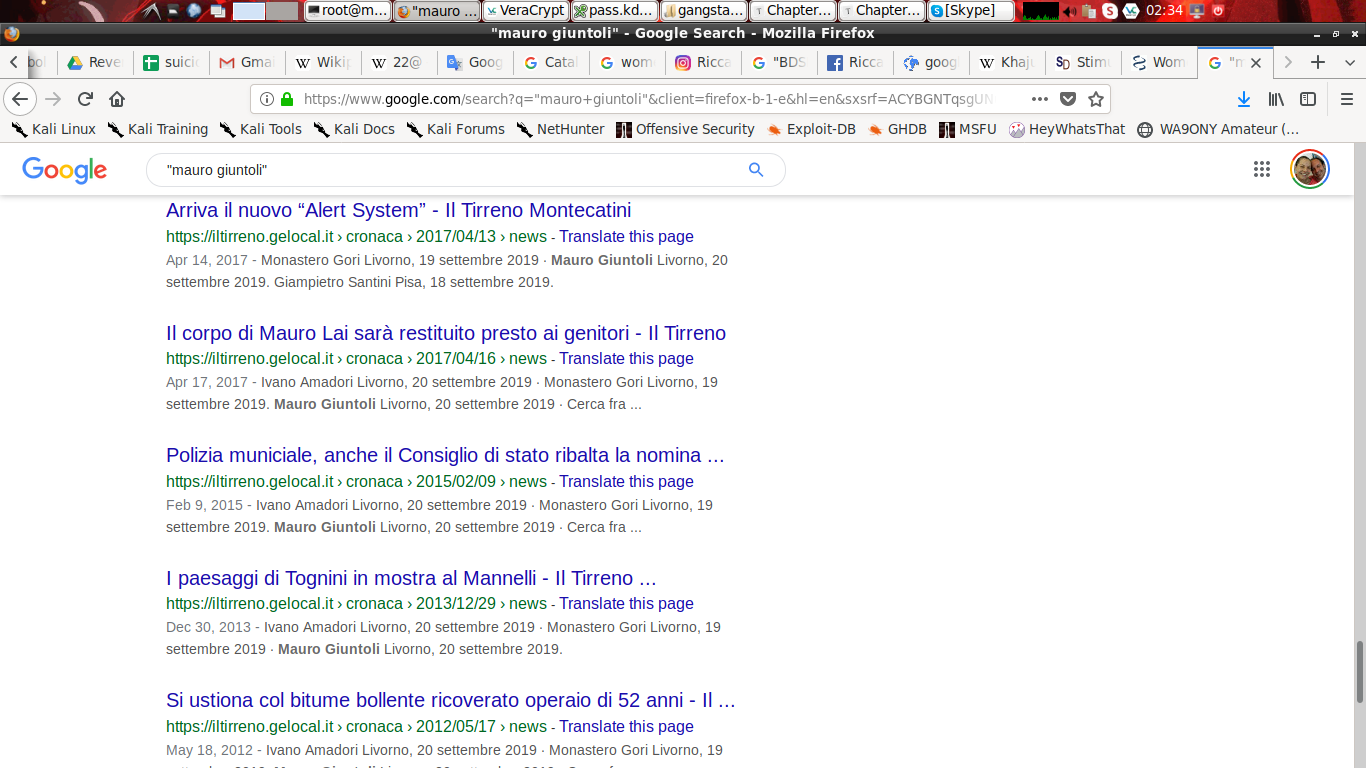 root@m...
"mauro ...
VeraCrypt
pass.kd...
gangsta...
Chapter...
Chapter...
[Skype]
02:34
"mauro giuntoli" - Google Search - Mozilla Firefox
bol
Reve
suici
Gmai
Wikip
22@
Goog
Catal
wom
Ricca
"BDS
Ricca
goog
Khaju
Stimu
Wom
"m
https://www.google.com/search?q="mauro+giuntoli"&client=firefox-b-1-e&hl=en&sxsrf=ACYBGNTqsgUN
Kali Linux
Kali Training
Kali Tools
Kali Docs
Kali Forums
NetHunter
Offensive Security
Exploit-DB
GHDB
MSFU
HeyWhatsThat
WA9ONY Amateur (...
Google
"mauro giuntoli"
Arriva il nuovo “Alert System” - Il Tirreno Montecatini
https://iltirreno.gelocal.it › cronaca › 2017/04/13 › news - Translate this page
Apr 14, 2017 - Monastero Gori Livorno, 19 settembre 2019 · Mauro Giuntoli Livorno, 20
settembre 2019. Giampietro Santini Pisa, 18 settembre 2019.
Il corpo di Mauro Lai sarà restituito presto ai genitori - Il Tirreno
https://iltirreno.gelocal.it › cronaca › 2017/04/16 › news - Translate this page
Apr 17, 2017 - Ivano Amadori Livorno, 20 settembre 2019 · Monastero Gori Livorno, 19
settembre 2019. Mauro Giuntoli Livorno, 20 settembre 2019 · Cerca fra ...
Polizia municiale, anche il Consiglio di stato ribalta la nomina ...
https://iltirreno.gelocal.it › cronaca › 2015/02/09 › news - Translate this page
Feb 9, 2015 - Ivano Amadori Livorno, 20 settembre 2019 · Monastero Gori Livorno, 19
settembre 2019. Mauro Giuntoli Livorno, 20 settembre 2019 · Cerca fra ...
I paesaggi di Tognini in mostra al Mannelli - Il Tirreno ...
https://iltirreno.gelocal.it › cronaca › 2013/12/29 › news - Translate this page
Dec 30, 2013 - Ivano Amadori Livorno, 20 settembre 2019 · Monastero Gori Livorno, 19
settembre 2019 · Mauro Giuntoli Livorno, 20 settembre 2019.
Si ustiona col bitume bollente ricoverato operaio di 52 anni - Il ...
https://iltirreno.gelocal.it › cronaca › 2012/05/17 › news - Translate this page
May 18, 2012 - Ivano Amadori Livorno, 20 settembre 2019 · Monastero Gori Livorno, 19